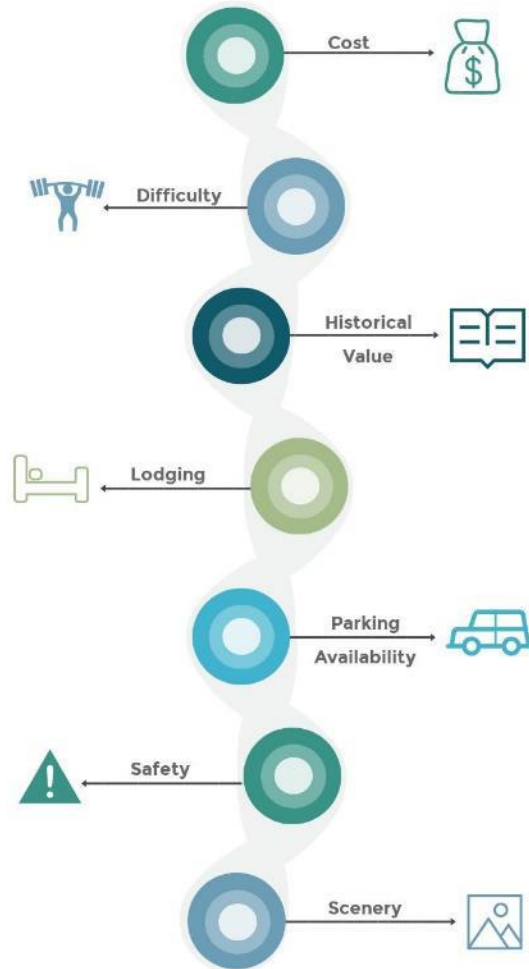 Cost
$
Difficulty
Historical
Value
Lodging
Parking
Availability
!
Safety
Scenery